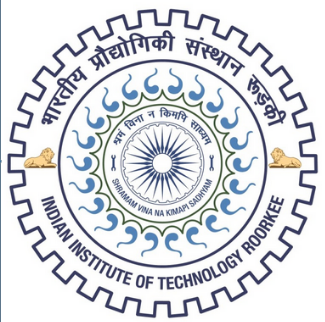 भारतीय प्रौद्योगिकी संस्थान रूड़की
श्रमं विना न किमपि साध्यम्
SHRAMAM VINA NA KIMAPI SADHYAM
INDIAN INSTITUTE OF TECHNOLOGY ROORKEE